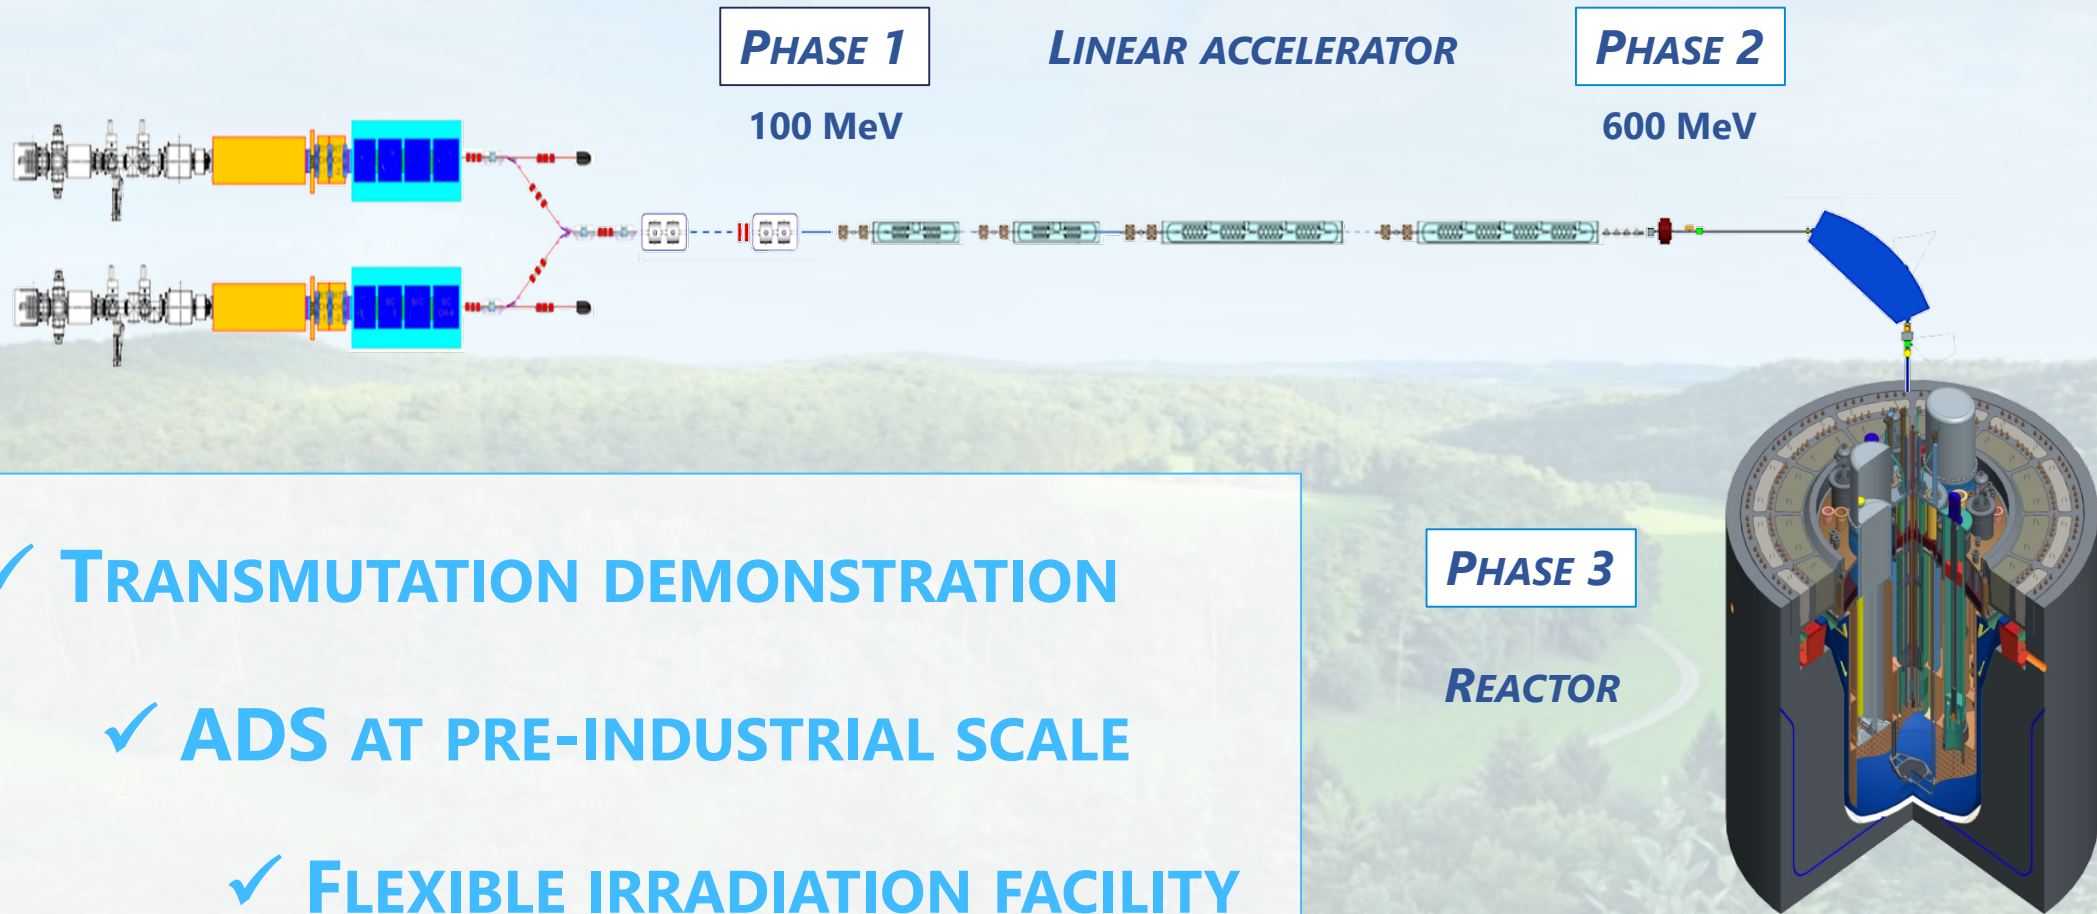 PHASE 1
LINEAR ACCELERATOR
PHASE 2
100 MeV
600 MeV
✓ TRANSMUTATION DEMONSTRATION
PHASE 3
REACTOR
✓ ADS AT PRE-INDUSTRIAL SCALE
✓ FLEXIBLE IRRADIATION FACILITY